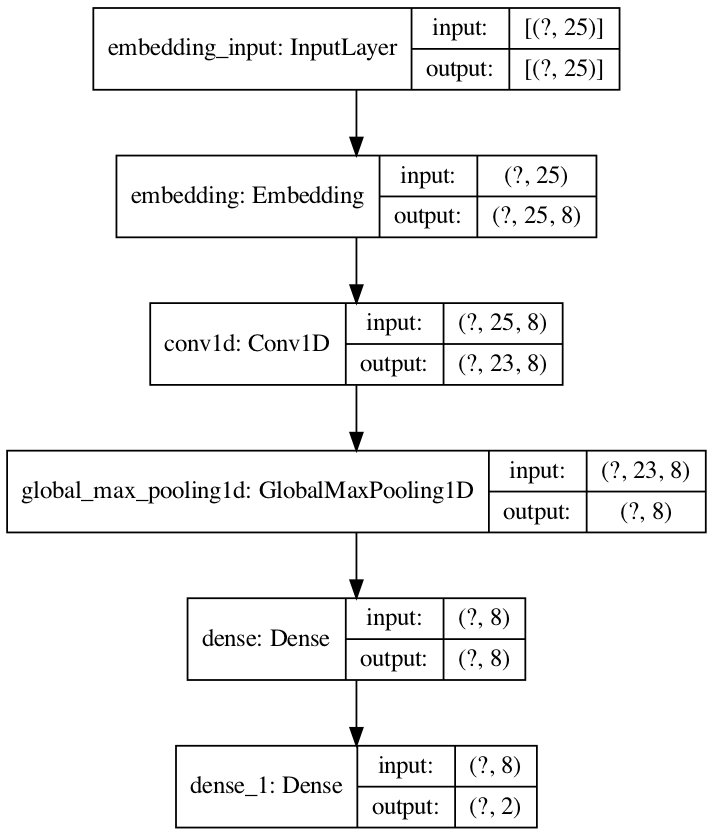 embedding_input: InputLayer
input: [(?, 25)]
output: [(?, 25)]
embedding: Embedding
input: (?, 25)
output: (?, 25, 8)
conv1d: Conv1D
input: (?, 25, 8)
output: (?, 23, 8)
global_max_pooling1d: GlobalMaxPooling1D
input: (?, 23, 8)
output: (?, 8)
dense: Dense
input: (?, 8)
output: (?, 8)
dense_1: Dense
input: (?, 8)
output: (?, 2)